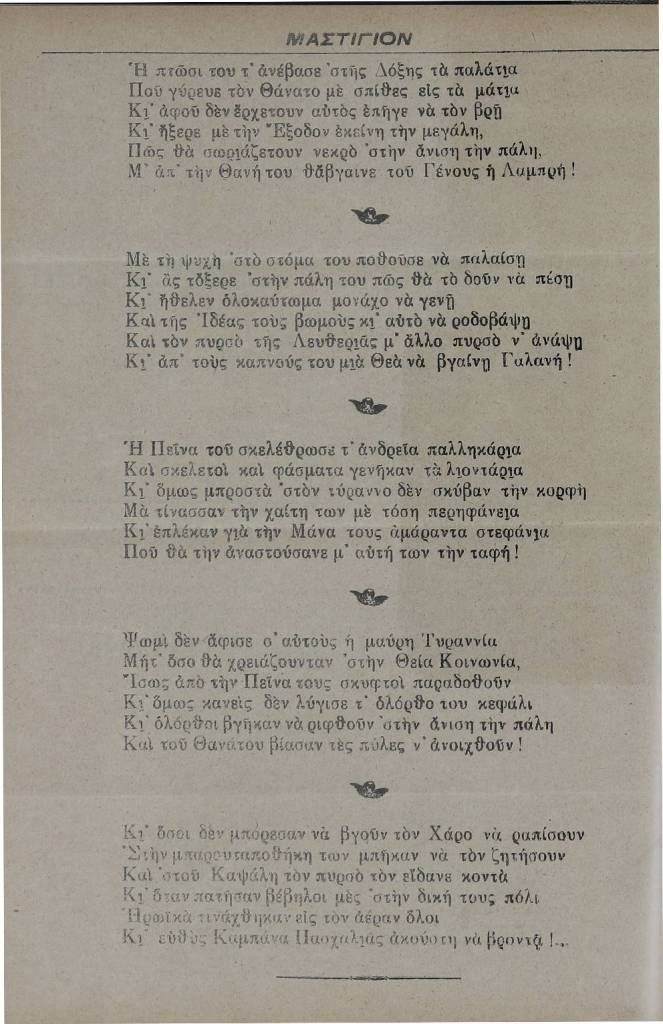 ΜΑΣΤΙΓΙΟΝ
Ἡ πτῶσι του τ' ἀνέβασε 'στῆς Δόξης τὰ παλάτια
Ποῦ γύρευε τὸν Θάνατο μὲ σπίθες εἰς τὰ μάτια
Κι' ἀφοῦ δὲν ἔρχετουν αὐτὸς ἐπῆγε νὰ τὸν βρῇ
Κι' ἤξερε μὲ τὴν Ἔξοδον ἐκείνη τὴν μεγάλη,
Πῶς θὰ σωριάζετουν νεκρὸ 'στὴν ἄνιση τὴν πάλη,
Μ' ἀπ' τὴν Θανή του θἄβγαινε τοῦ Γένους ἡ Λαμπρή !
Μὲ τὴ ψυχὴ 'στὸ στόμα του ποθοῦσε νὰ παλαίσῃ
Κι' ἂς τὄξερε 'στὴν πάλη του πῶς θὰ τὸ δοῦν νὰ πέσῃ
Κι' ἤθελεν ὁλοκαύτωμα μονάχο νὰ γενῇ
Καὶ τῆς Ἰδέας τοὺς βωμοὺς κι' αὐτὸ νὰ ροδοβάψῃ
Καὶ τὸν πυρσὸ τῆς Λευθεριᾶς μ' ἄλλο πυρσὸ ν' ἀνάψῃ
Κι' ἀπ' τοὺς καπνούς του μιὰ Θεὰ νὰ βγαίνῃ Γαλανή !
Ἡ Πεῖνα τοῦ σκελέθρωσε τ' ἀνδρεῖα παλληκάρια
Καὶ σκελετοὶ καὶ φάσματα γενῆκαν τὰ λιοντάρια
Κι' ὅμως μπροστὰ 'στὸν τύραννο δὲν σκύβαν τὴν κορφὴ
Μὰ τίνασσαν τὴν χαίτη των μὲ τόση περηφάνεια
Κι' ἐπλέκαν γιὰ τὴν Μάνα τους ἀμάραντα στεφάνια
Ποῦ θὰ τὴν ἀναστούσανε μ' αὐτή των τὴν ταφή !
Ψωμὶ δὲν ἄφισε σ' αὐτοὺς ἡ μαύρη Τυραννία
Μήτ' ὅσο θὰ χρειάζουνταν 'στὴν Θεία Κοινωνία,
Ἴσως ἀπὸ τὴν Πεῖνα τους σκυφτοὶ παραδοθοῦν
Κι' ὅμως κανεὶς δὲν λύγισε τ' ὁλόρθο του κεφάλι
Κι' ὁλόρθοι βγῆκαν νὰ ριφθοῦν 'στὴν ἄνιση τὴν πάλη
Καὶ τοῦ Θανάτου βίασαν τὲς πύλες ν' ἀνοιχθοῦν !
Κι' ὅσοι δὲν μπόρεσαν νὰ βγοῦν τὸν Χάρο νὰ ραπίσουν
'Στὴν μπαρουταποθήκη των μπῆκαν νὰ τὸν ζητήσουν
Καὶ 'στοῦ Καψάλη τὸν πυρσὸ τὸν εἴδανε κοντὰ
Κι' ὅταν πατῆσαν βέβηλοι μὲς 'στὴν δική τους πόλι
Ἡρωϊκὰ τινάχθηκαν εἰς τὸν ἀέραν ὅλοι
Κι' εὐθὺς Καμπάνα Πασχαλιᾶς ἀκούστη νὰ βροντᾷ !...